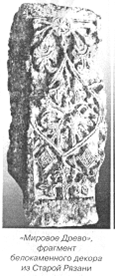 «Мировое Древо»,
фрагмент
белокаменного декора
из Старой Рязани